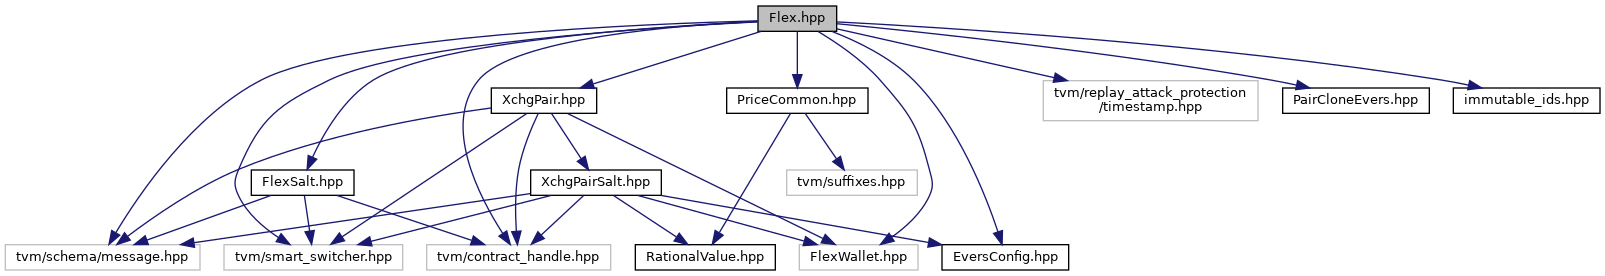 Flex.hpp
XchgPair.hpp
PriceCommon.hpp
tvm/replay_attack_protection
/timestamp.hpp
PairCloneEvers.hpp
immutable_ids.hpp
FlexSalt.hpp
XchgPairSalt.hpp
tvm/suffixes.hpp
tvm/schema/message.hpp
tvm/smart_switcher.hpp
tvm/contract_handle.hpp
RationalValue.hpp
FlexWallet.hpp
EversConfig.hpp